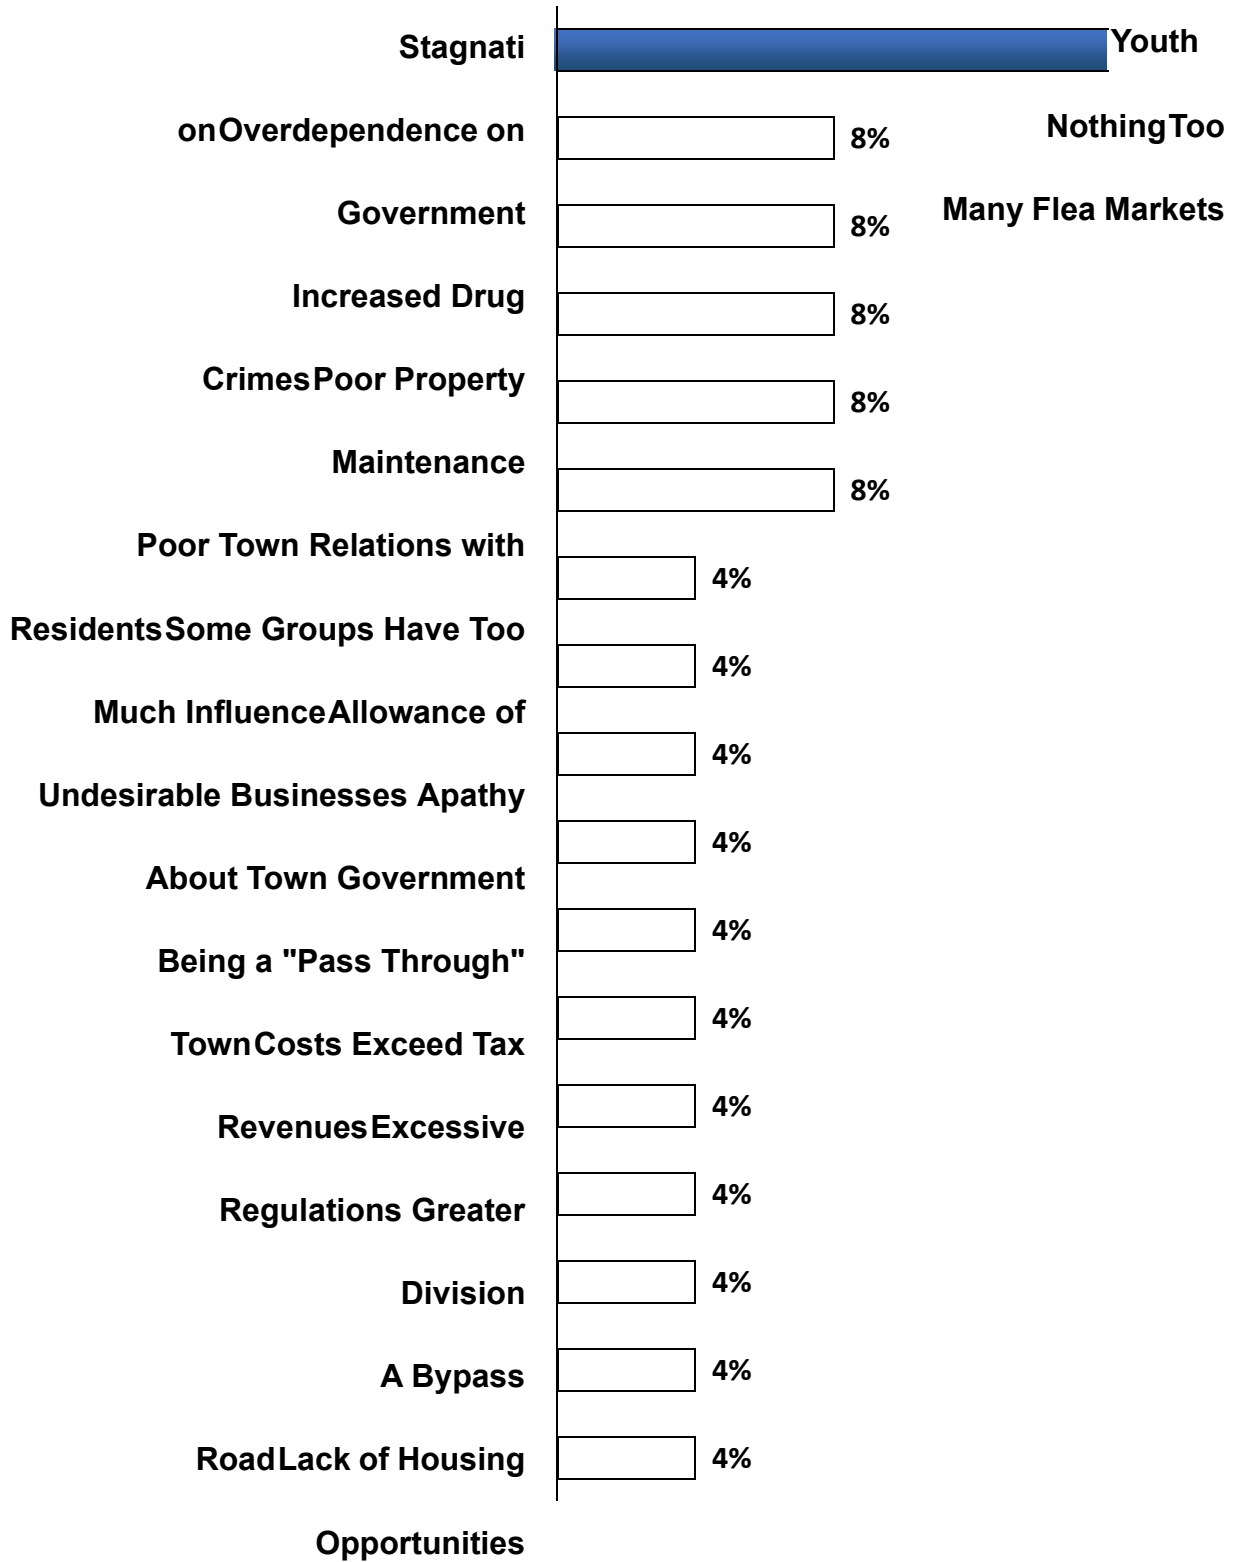 Stagnati
Youth
onOverdependence on
8%
NothingToo
Government
8%
Many Flea Markets
Increased Drug
8%
CrimesPoor Property
8%
Maintenance
8%
Poor Town Relations with
4%
ResidentsSome Groups Have Too
4%
Much InfluenceAllowance of
4%
Undesirable Businesses Apathy
4%
About Town Government
4%
Being a "Pass Through"
4%
TownCosts Exceed Tax
4%
RevenuesExcessive
4%
Regulations Greater
4%
Division
4%
A Bypass
4%
RoadLack of Housing
Opportunities